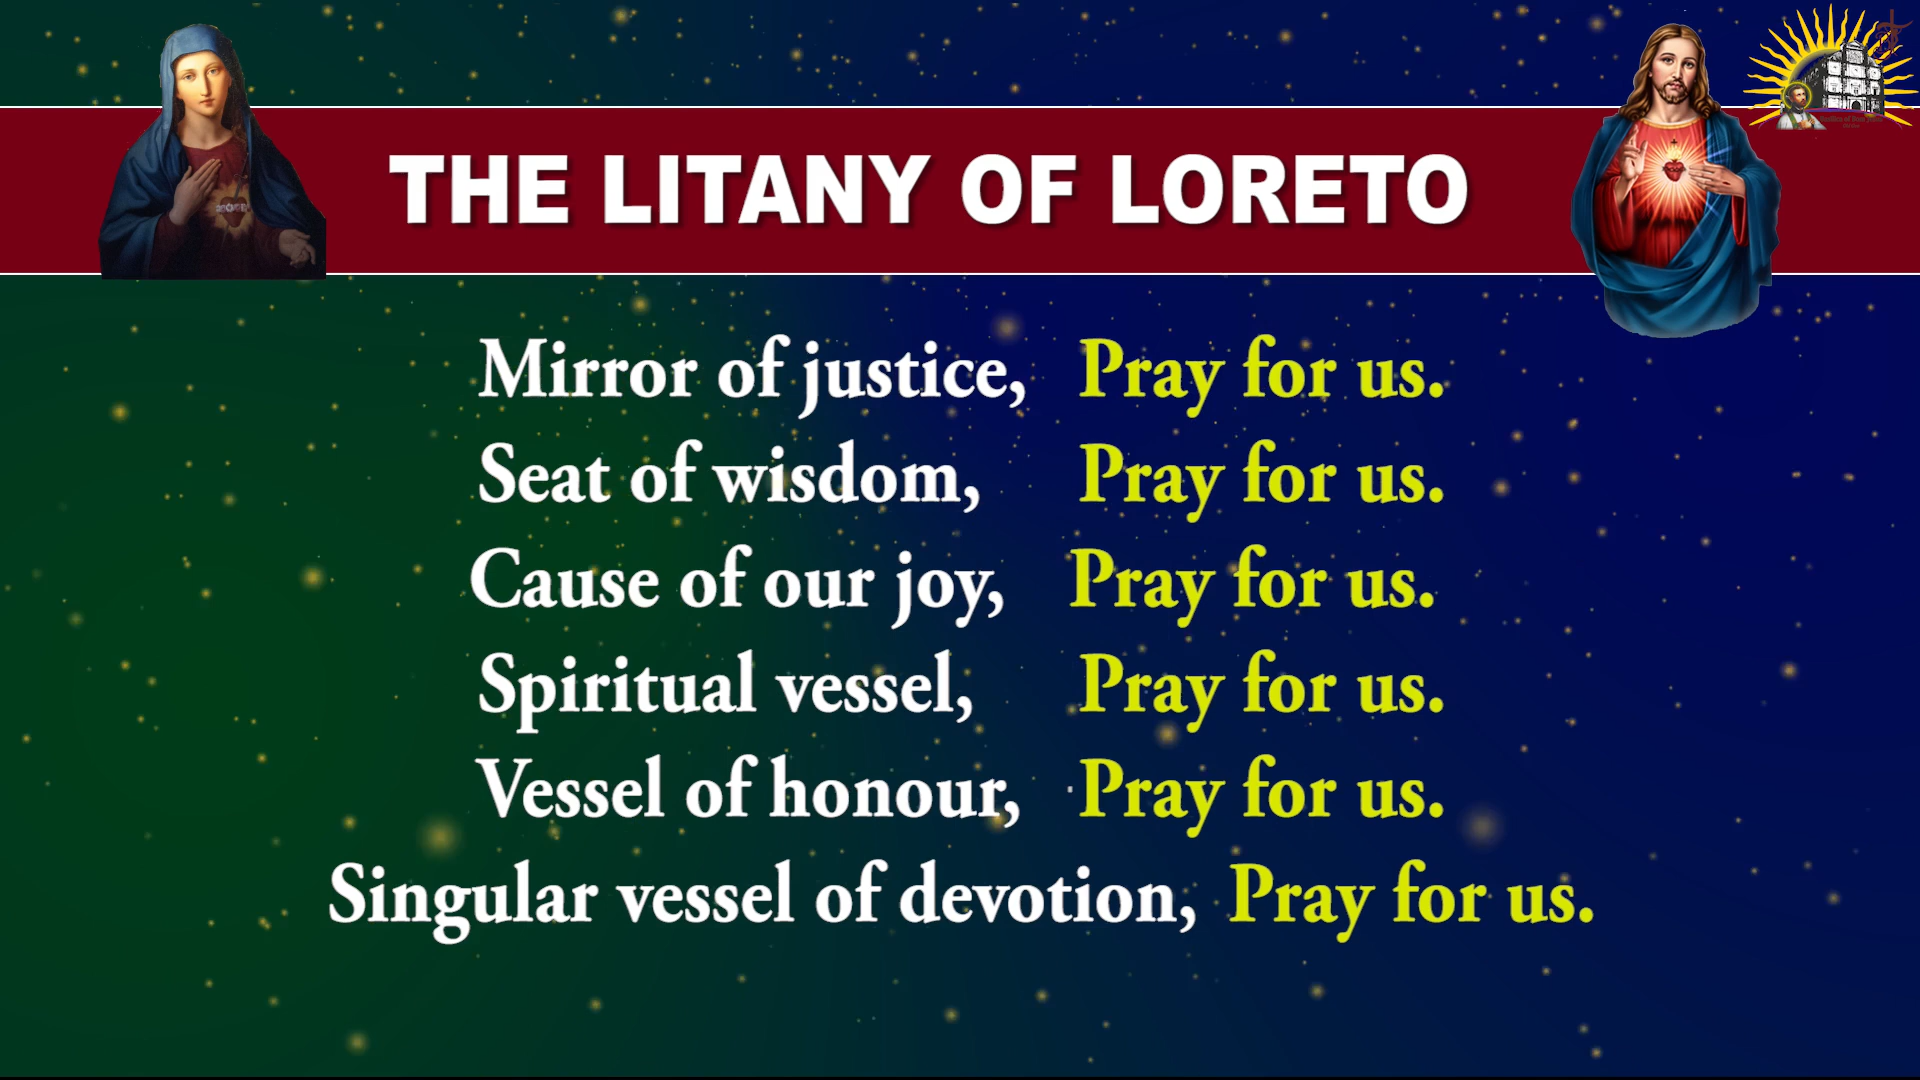 THE LITANY OF LORETO
Mirror of justice, Pray for us.
Seat of wisdom, Pray for us.
Cause of our joy, Pray for us.
Spiritual vessel, Pray for us.
Vessel of honour, Pray for us.
Singular vessel of devotion, Pray for us.